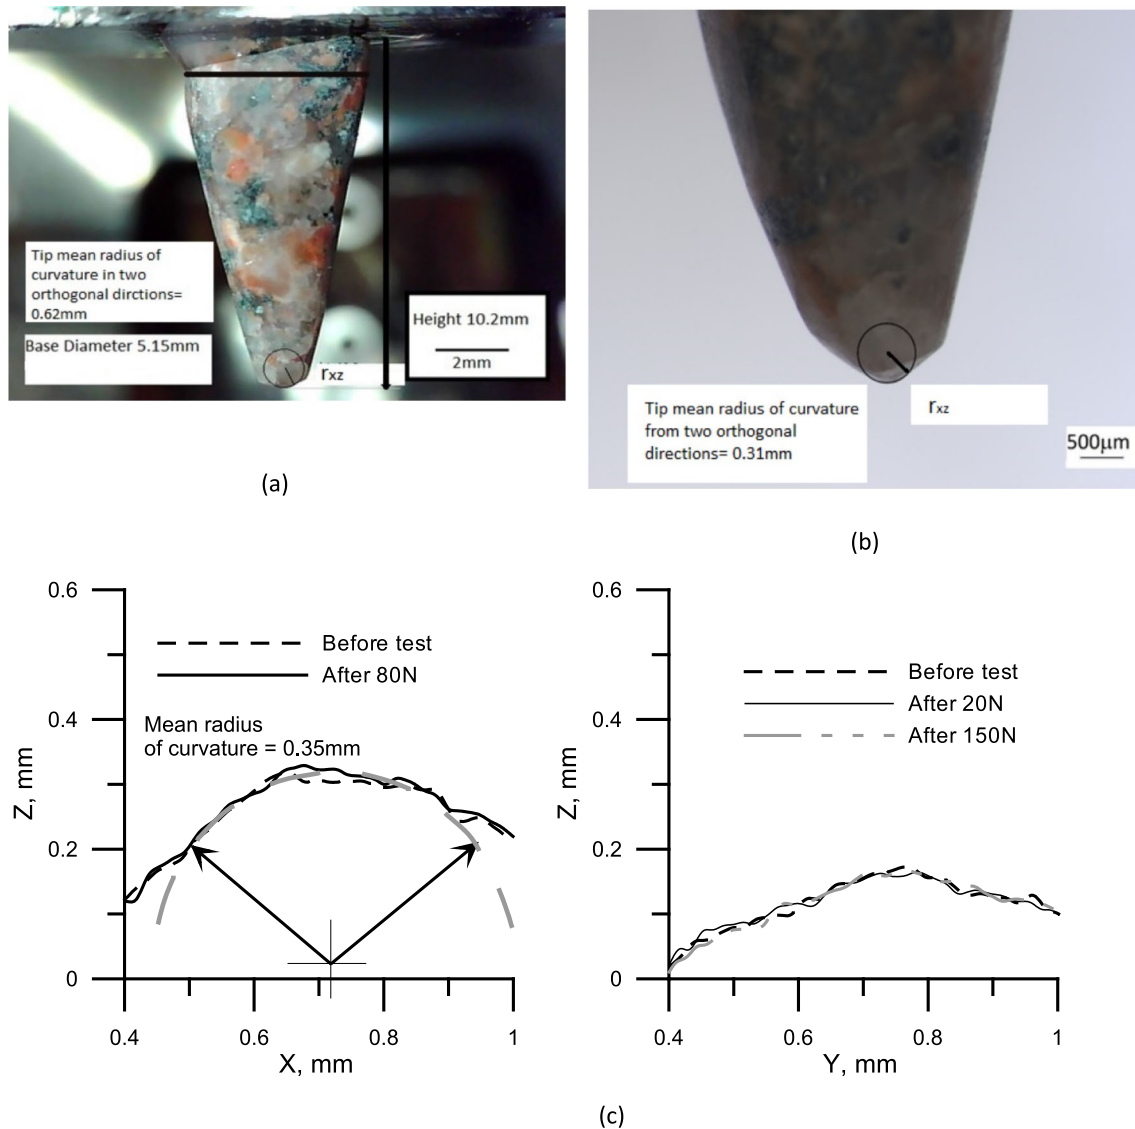 Tip mean radius of
curvature in two
orthogonal dirctions=
0.62mm
Base Diameter 5.15mm
Height 10.2mm
2mm
rxz
(a)
Tip mean radius of curvature
from two orthogonal
directions= 0.31mm
rxz
500μm
(b)
0.6
0.4
0.2
0
Z, mm
Before test
After 80N
Mean radius
of curvature = 0.35mm
0.4
0.6
0.8
1
X, mm
0.6
0.4
0.2
0
Z, mm
Before test
After 20N
After 150N
0.4
0.6
0.8
1
Y, mm
(c)